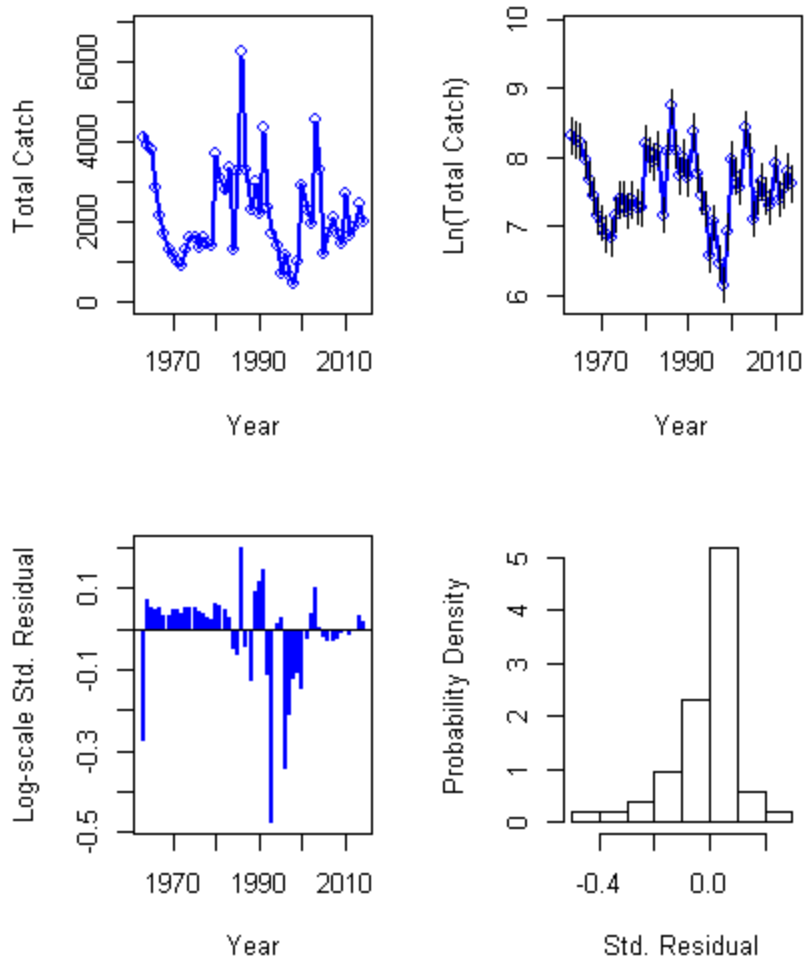 Total Catch
6000
4000
2000
0
1970 1990 2010
Year
Ln(Total Catch)
10
9
8
7
6
1970 1990 2010
Year
Log-scale Std. Residual
0.1
-0.1
-0.3
-0.5
1970 1990 2010
Year
Probability Density
5
4
3
2
1
0
-0.4 0.0
Std. Residual